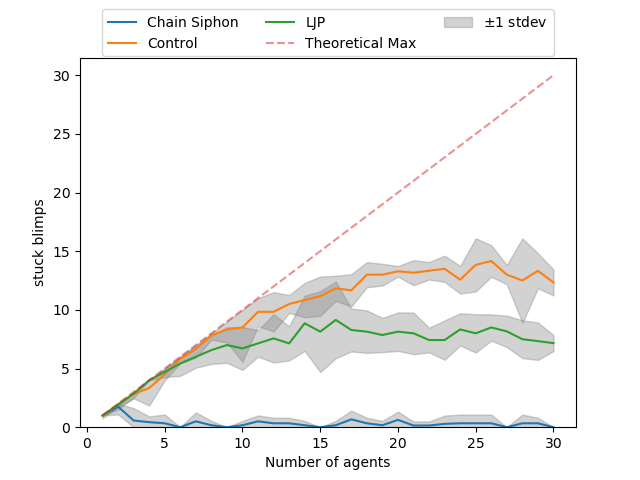 Chain Siphon
Control
LJP
Theoretical Max
±1 stdev
30
25
20
15
10
5
0
stuck blimps
0 5 10 15 20 25 30
Number of agents